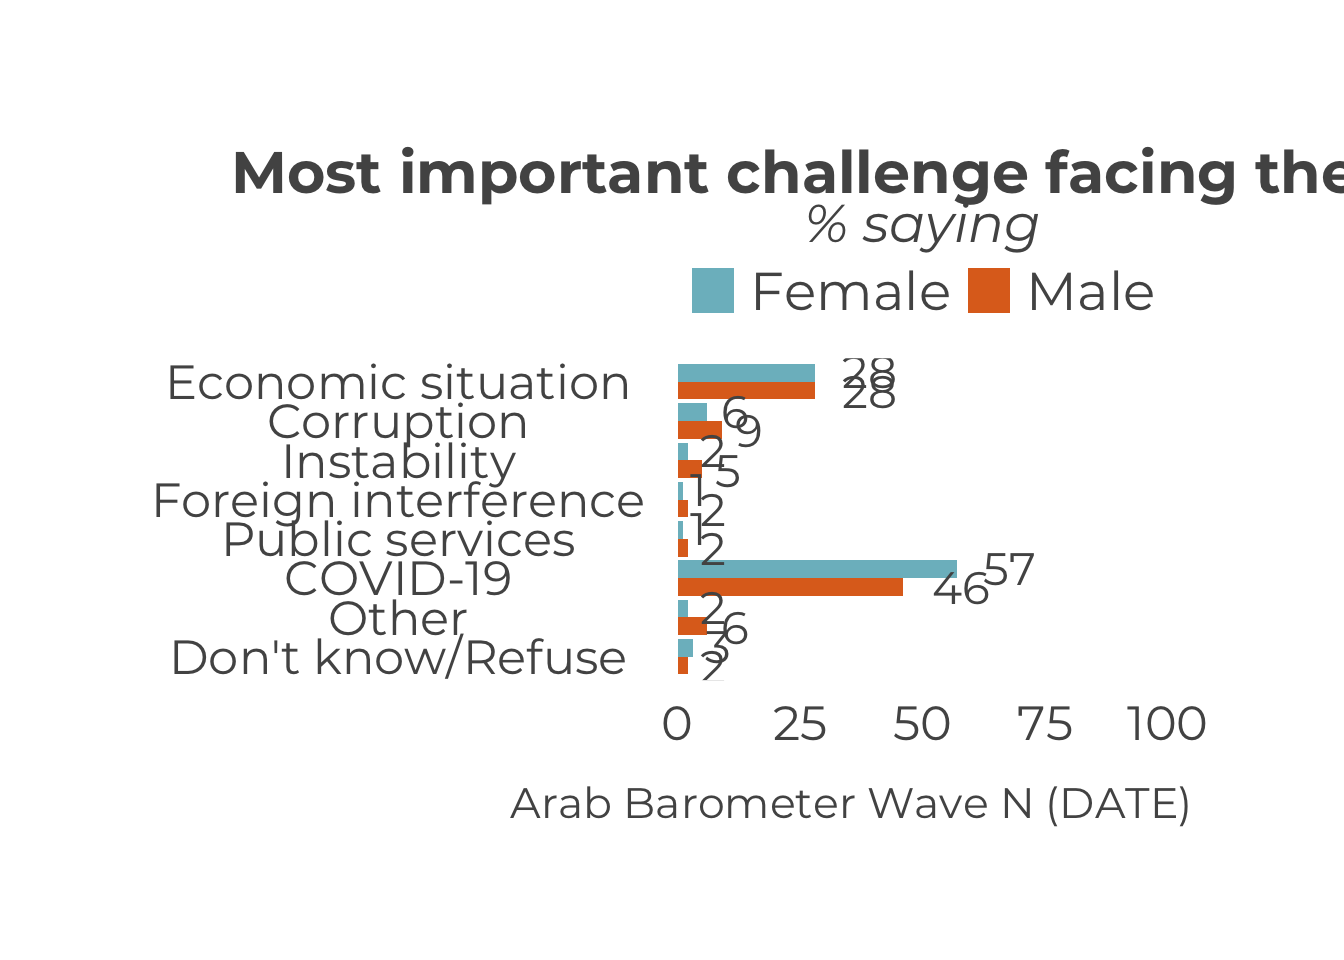 Most important challenge facing the
% saying
Female Male
Economic situation 28
28
Corruption 6
9
Instability 2
5
Foreign interference 1
2
Public services 1
2
COVID-19 57
46
Other 2
6
Don't know/Refuse 3
2
0 25 50 75 100
Arab Barometer Wave N (DATE)